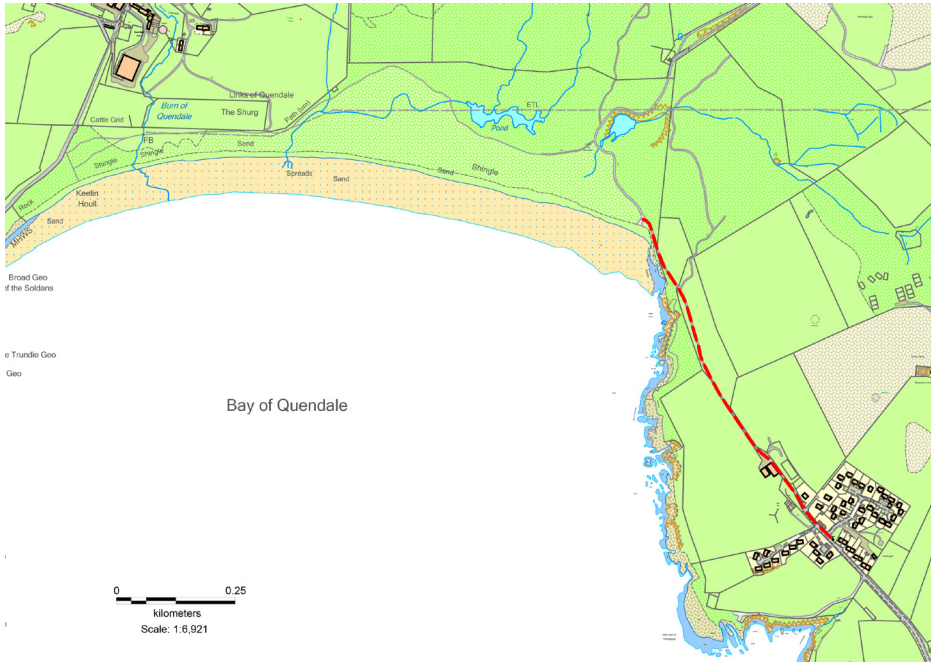 Links of Quendale
The Shurg
Burn of
Quendale
Cattle Grid
FB
Path (um)
ETL
Pond
Sand
Shingle
Shingle
Shingle
Sand
Spreads
Sand
Keelin
Houll
Rock
Sand
MHWS
Broad Geo
of the Soldans
e Trundie Geo
Geo
Bay of Quendale
0 0.25
kilometers
Scale: 1:6,921